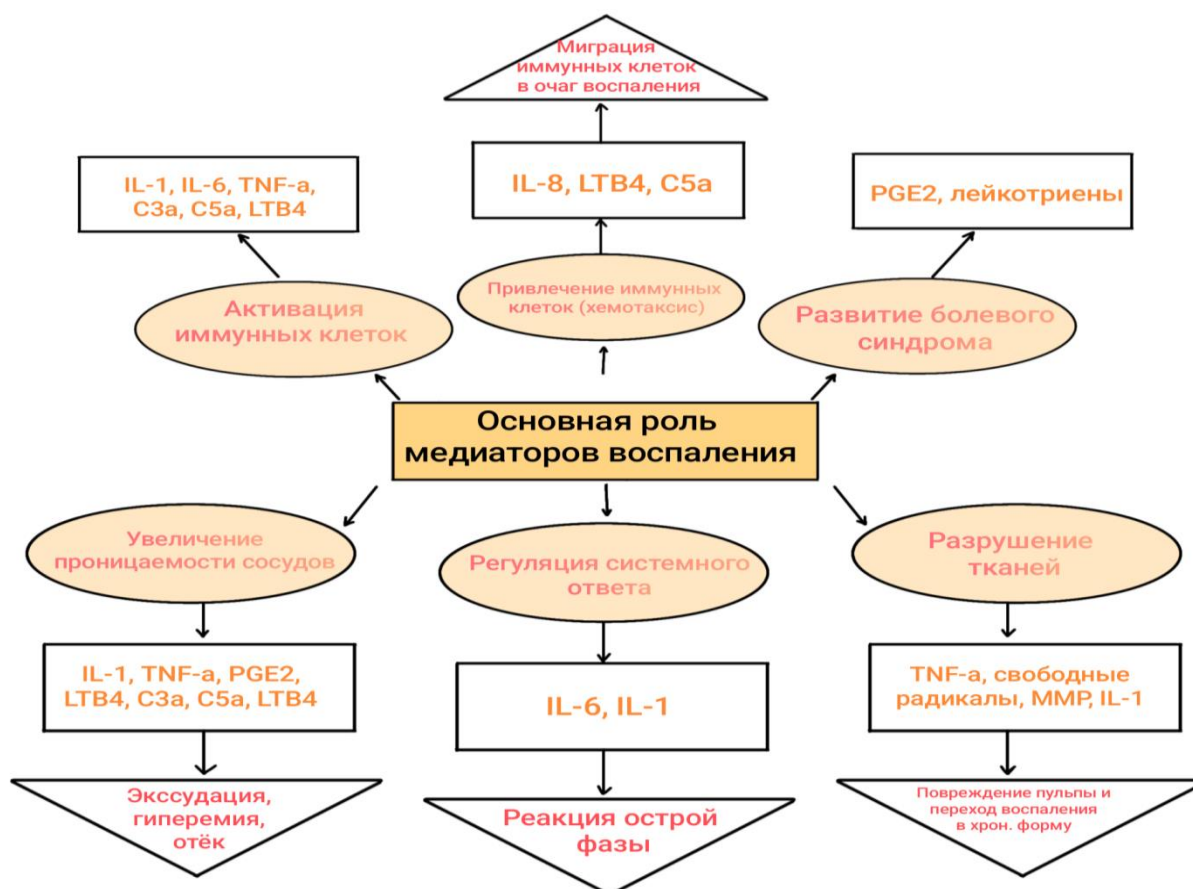 Миграция
иммунных клеток
в очаг воспаления
IL-1, IL-6, TNF-a,
C3a, C5a, LTB4
IL-8, LTB4, C5a
PGE2, лейкотриены
Активация
иммунных клеток
Привлечение иммунных
клеток (хемотаксис)
Развитие болевого
синдрома
Основная роль
медиаторов воспаления
Увеличение
проницаемости сосудов
Регуляция системного
ответа
Разрушение
тканей
IL-1, TNF-a, PGE2,
LTB4, C3a, C5a, LTB4
IL-6, IL-1
TNF-a, свободные
радикалы, MMP, IL-1
Экссудация,
гиперемия,
отёк
Реакция острой
фазы
Повреждение пульпы и
переход воспаления
в хрон. форму